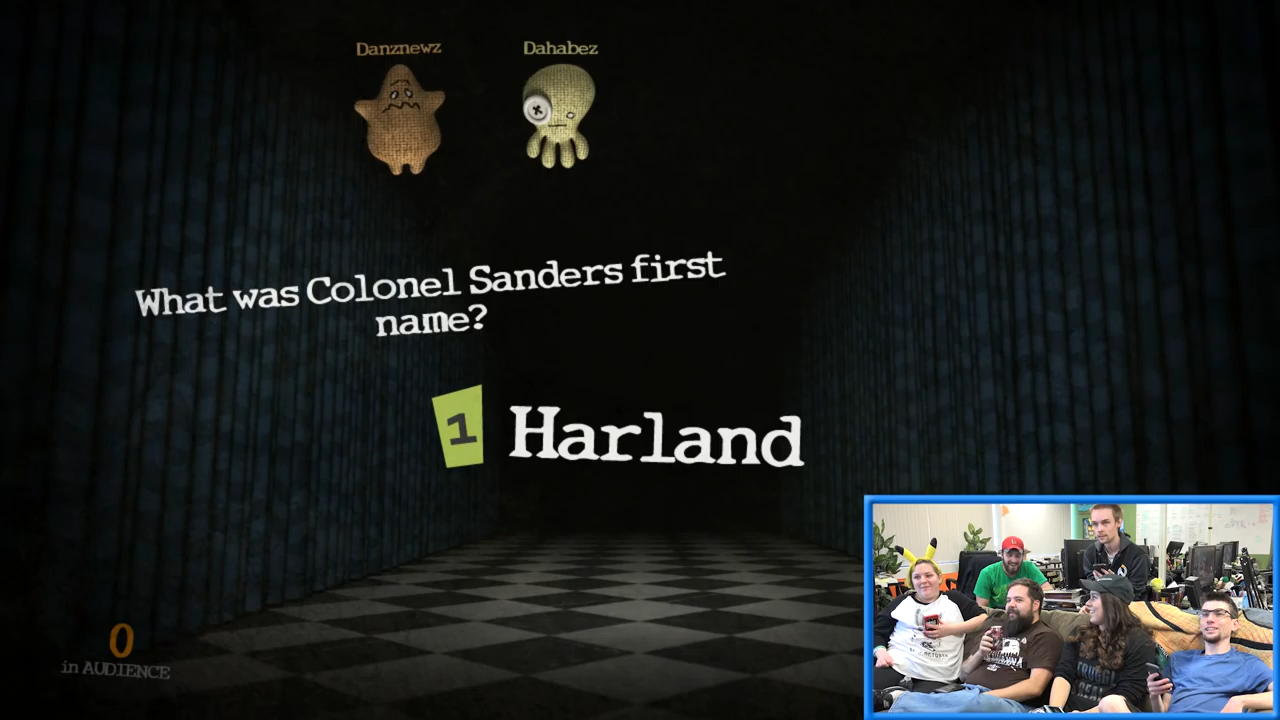 Danznewz
Dahabez
What was Colonel Sanders first
name?
1 Harland
0
in AUDIENCE